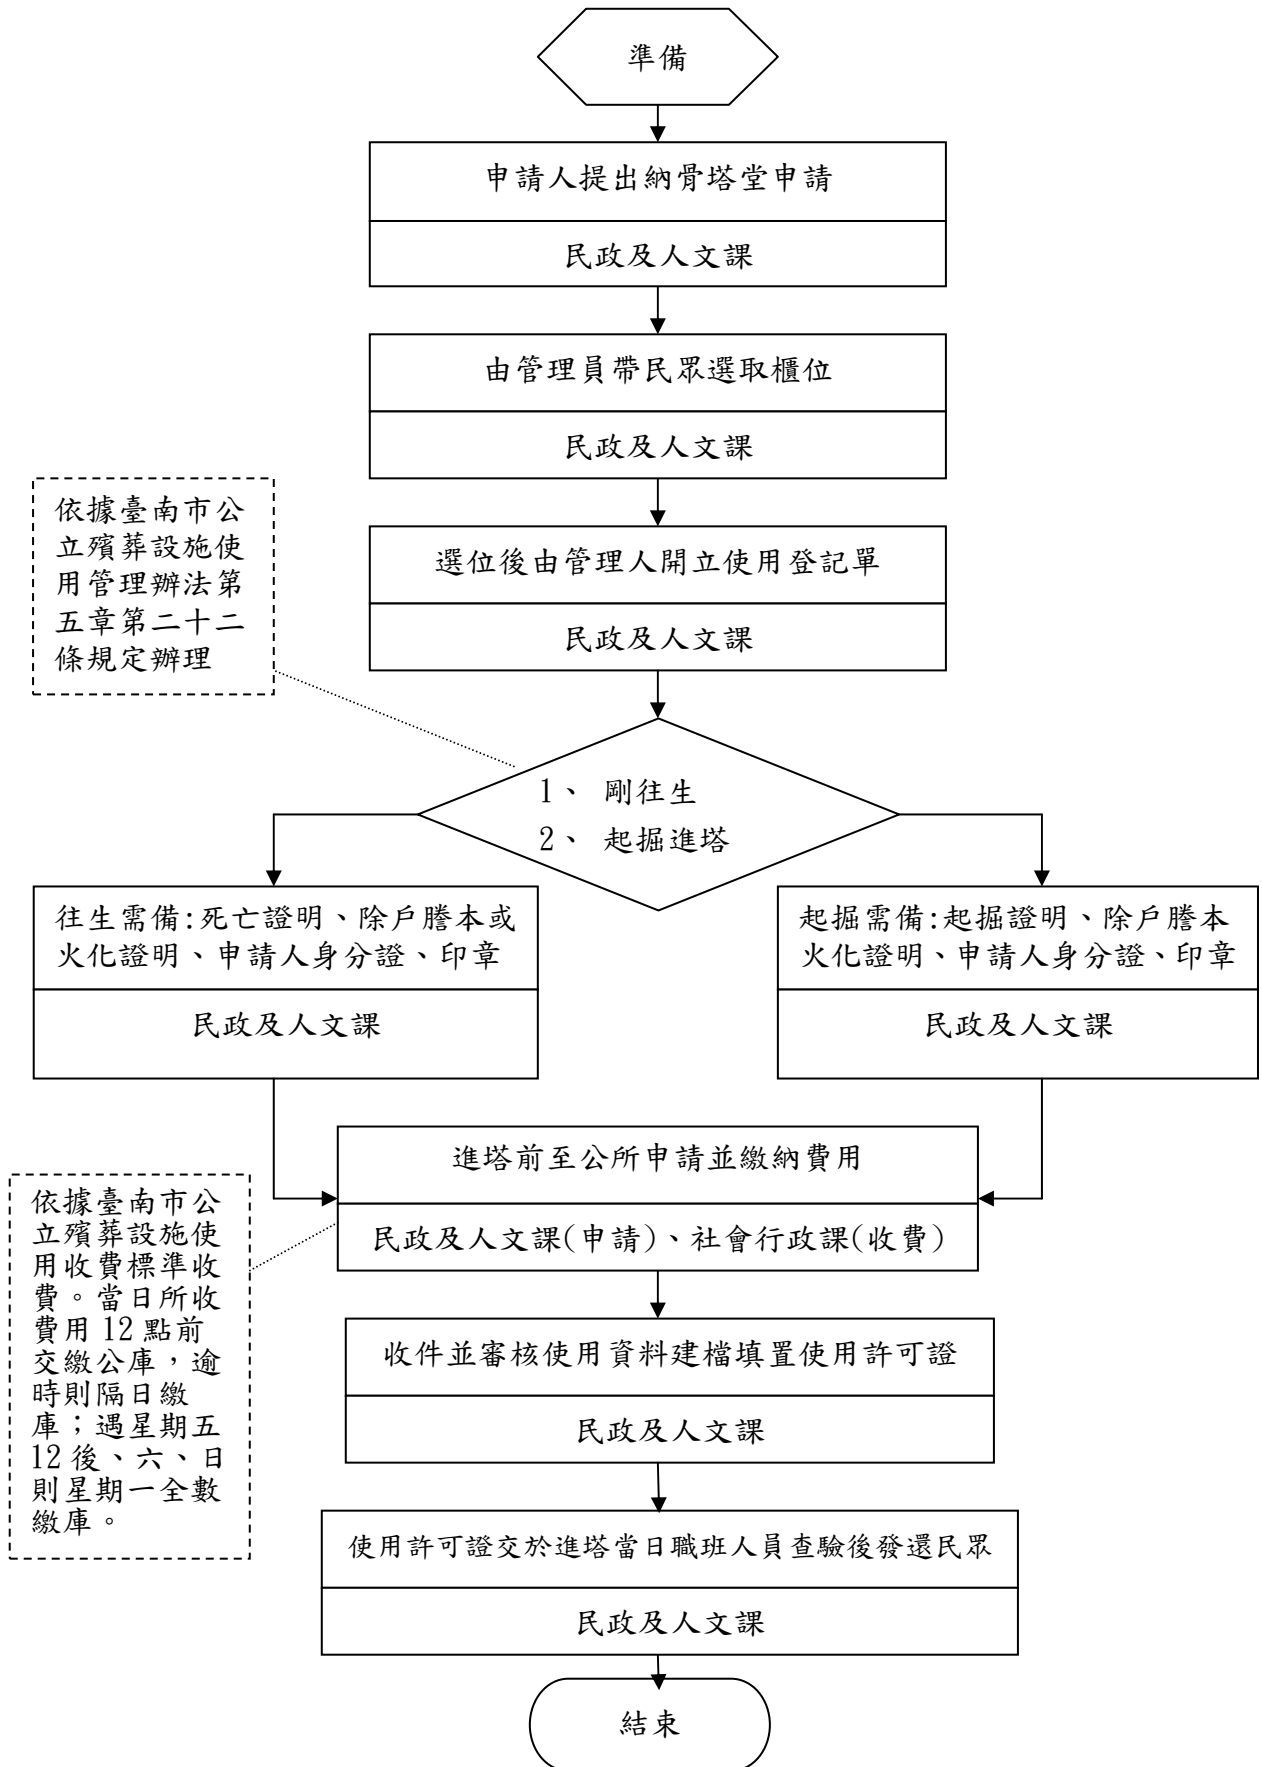 準備
申請人提出納骨塔堂申請
民政及人文課
由管理員帶民眾選取櫃位
民政及人文課
選位後由管理人開立使用登記單
民政及人文課
依據臺南市公
立殯葬設施使
用管理辦法第
五章第二十二
條規定辦理
1、 剛往生
2、 起掘進塔
往生需備:死亡證明、除戶謄本或
火化證明、申請人身分證、印章
民政及人文課
起掘需備:起掘證明、除戶謄本
火化證明、申請人身分證、印章
民政及人文課
進塔前至公所申請並繳納費用
民政及人文課(申請)、社會行政課(收費)
依據臺南市公
立殯葬設施使
用收費標準收
費。當日所收
費用12點前
交繳公庫，逾
時則隔日繳
庫；遇星期五
12後、六、日
則星期一全數
繳庫。
收件並審核使用資料建檔填置使用許可證
民政及人文課
使用許可證交於進塔當日職班人員查驗後發還民眾
民政及人文課
結束